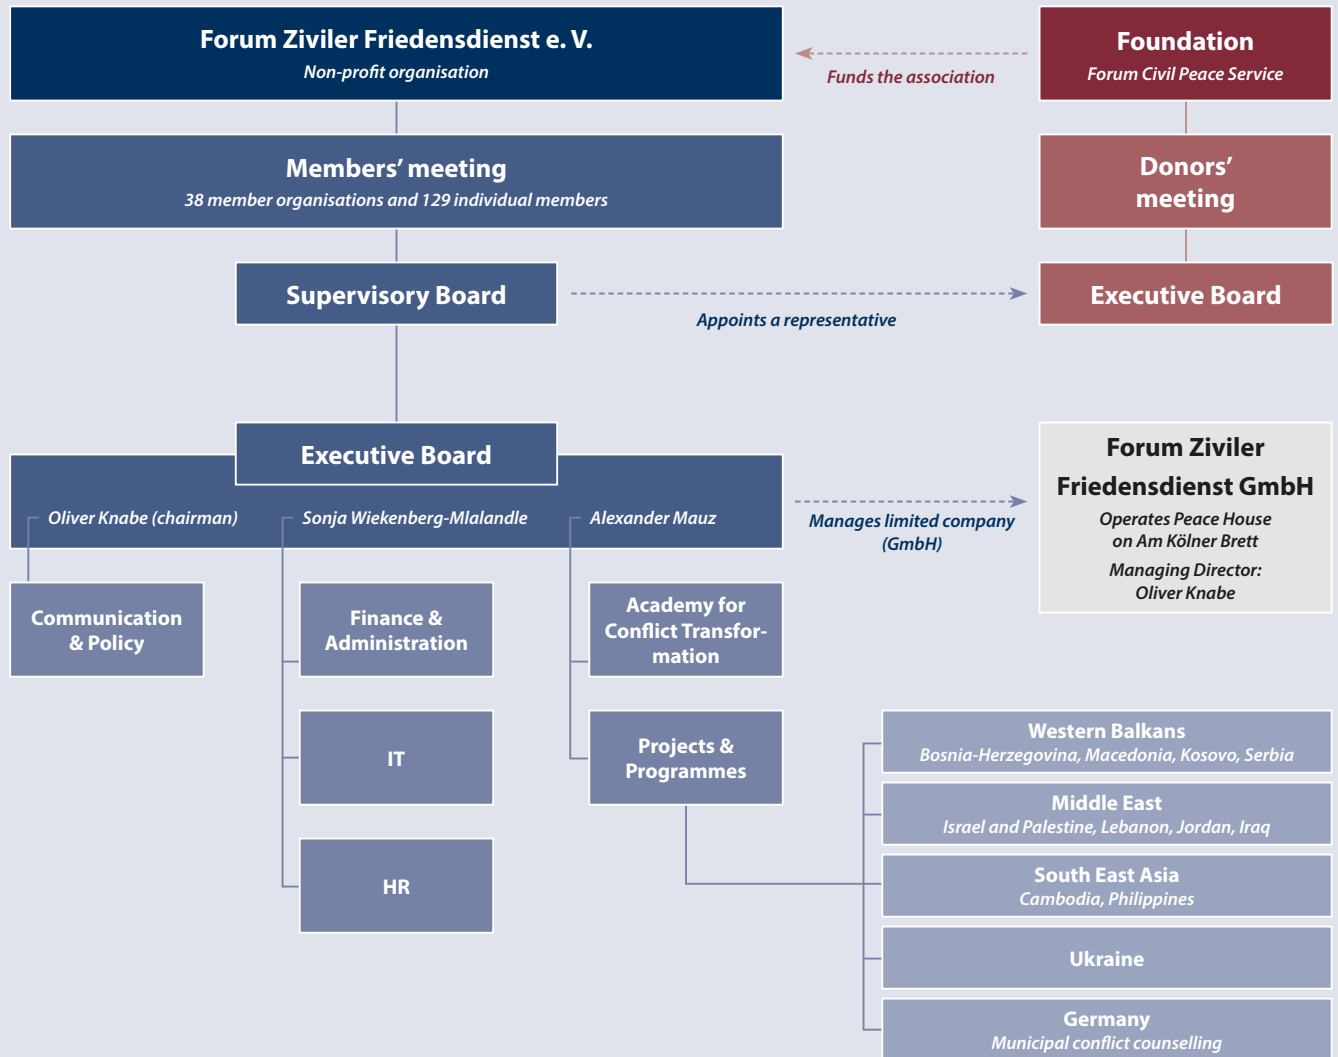 Forum Ziviler Friedensdienst e. V.
Non-profit organisation
Funds the association
Foundation
Forum Civil Peace Service
Members’ meeting
38 member organisations and 129 individual members
Donors’
meeting
Supervisory Board
Appoints a representative
Executive Board
Executive Board
Oliver Knabe (chairman)
Sonja Wiekenberg-Mlalandle
Alexander Mauz
Manages limited company
(GmbH)
Forum Ziviler
Friedensdienst GmbH
Operates Peace House
on Am Kölner Brett
Managing Director:
Oliver Knabe
Communication
& Policy
Finance &
Administration
Academy for
Conflict Transfor-
mation
IT
Projects &
Programmes
HR
Western Balkans
Bosnia-Herzegovina, Macedonia, Kosovo, Serbia
Middle East
Israel and Palestine, Lebanon, Jordan, Iraq
South East Asia
Cambodia, Philippines
Ukraine
Germany
Municipal conflict counselling